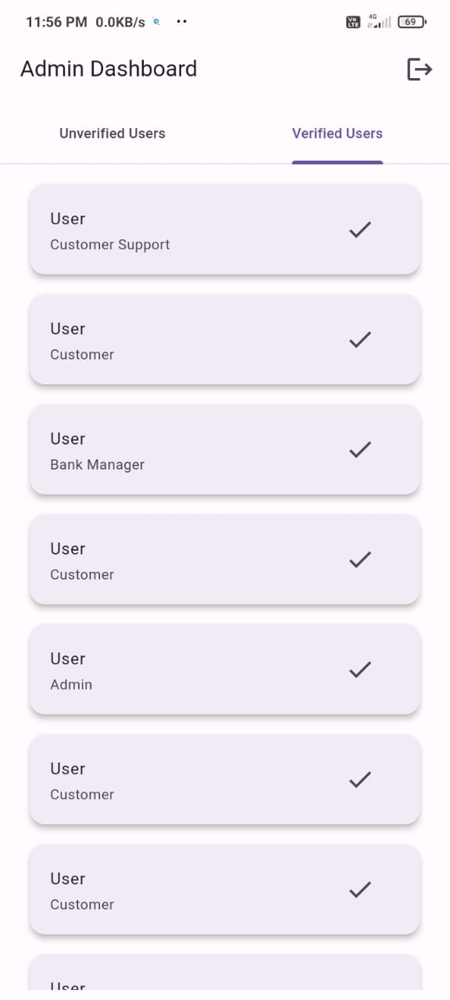 11:56 PM 0.0KB/s
Vo LTE 4G 69
Admin Dashboard
Unverified Users Verified Users
User
Customer Support
User
Customer
User
Bank Manager
User
Customer
User
Admin
User
Customer
User
Customer
User